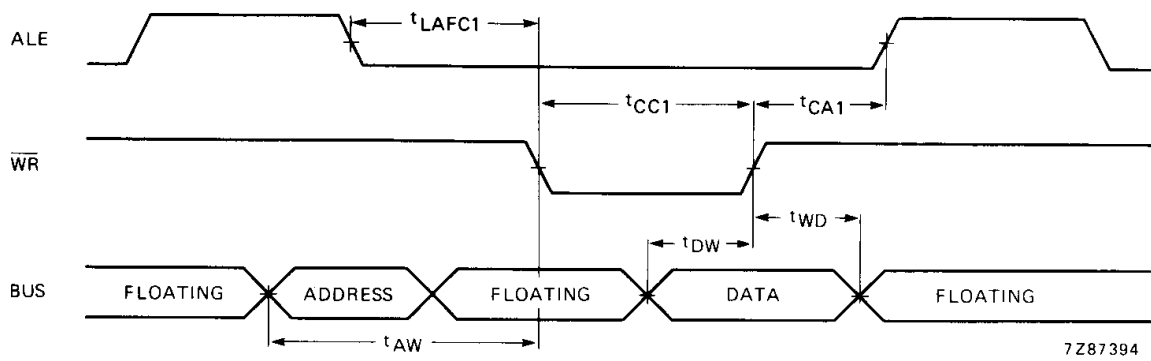 ALE
tLAFC1
tCC1
tCA1
WR
tDW
tWD
BUS
FLOATING
ADDRESS
FLOATING
DATA
FLOATING
tAW
7Z87394